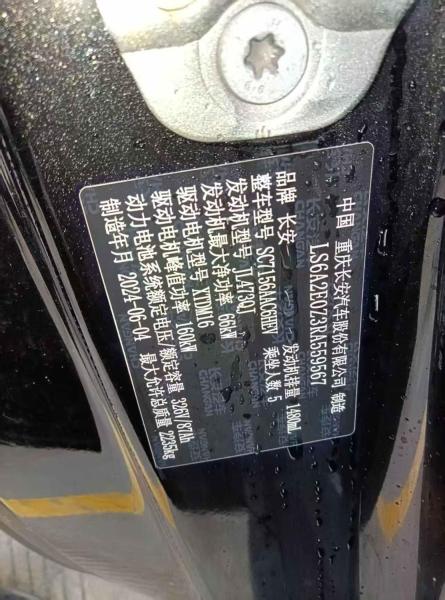 中国 重庆长安汽车股份有限公司 制造
LS6A2E0Z3RA559567
品牌 长安 发动机排量 1480mL
整车型号 SC7156AAG6HEV 乘坐人数 5
发动机型号 JL473QJ
发动机最大净功率 66kW
驱动电机型号 XTDM16
驱动电机峰值功率 160kW
动力电池系统额定电压/额定容量 326V/87Ah
制造年月 2024-06-04 最大允许总质量 2235kg
6.9